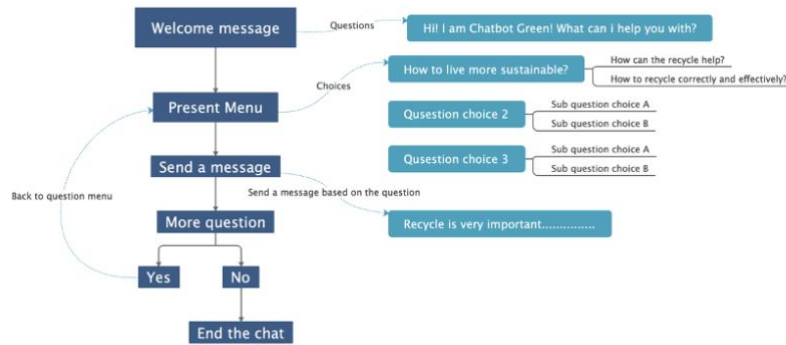 Welcome message
Questions
Hi! I am Chatbot Green! What can i help you with?
How to live more sustainable?
How can the recycle help?
How to recycle correctly and effectively?
Choices
Present Menu
Qusestion choice 2
Sub question choice A
Sub question choice B
Qusestion choice 3
Sub question choice A
Sub question choice B
Send a message
Back to question menu
Send a message based on the question
More question
Recycle is very important...............
Yes
No
End the chat